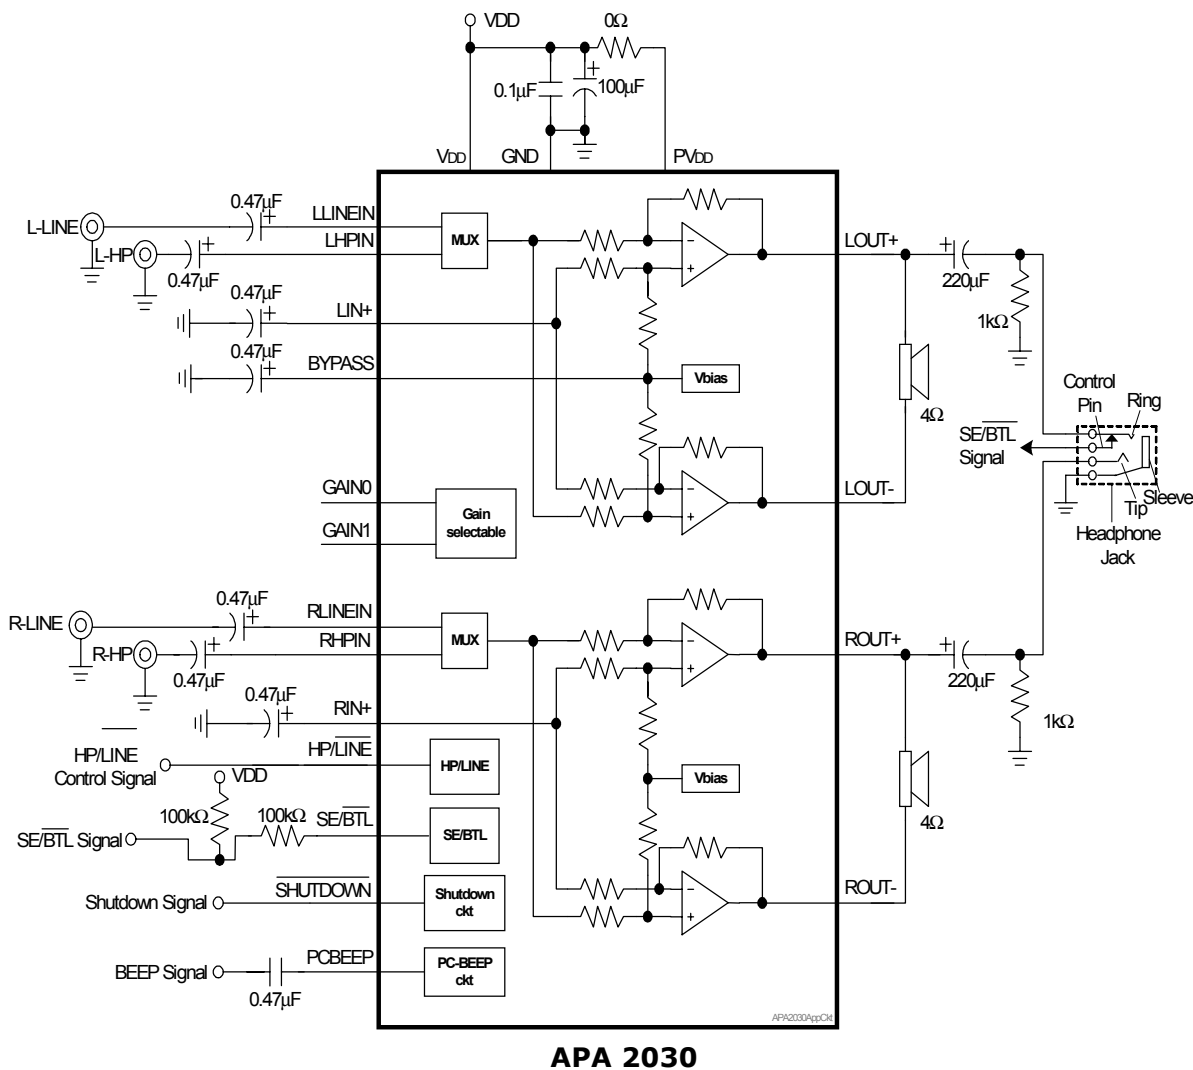 VDD
0Ω
0.1µF
100µF
VDD
GND
PVDD
0.47µF
L-LINE
LLINEIN
MUX
L-HP
LHPIN
0.47µF
LOUT+
220µF
1kΩ
0.47µF
LIN+
0.47µF
BYPASS
Vbias
4Ω
Control
Pin
Ring
SE/BTL
Signal
Tip
Sleeve
Headphone
Jack
GAIN0
GAIN1
Gain
selectable
LOUT-
0.47µF
R-LINE
RLINEIN
MUX
R-HP
RHPIN
0.47µF
ROUT+
220µF
1kΩ
0.47µF
RIN+
HP/LINE
Control Signal
HP/LINE
HP/LINE
Vbias
VDD
100kΩ
100kΩ
SE/BTL Signal
SE/BTL
SE/BTL
4Ω
Shutdown Signal
SHUTDOWN
Shutdown
ckt
ROUT-
BEEP Signal
0.47µF
PCBEEP
PC-BEEP
ckt
APA2030AppCkt
APA 2030